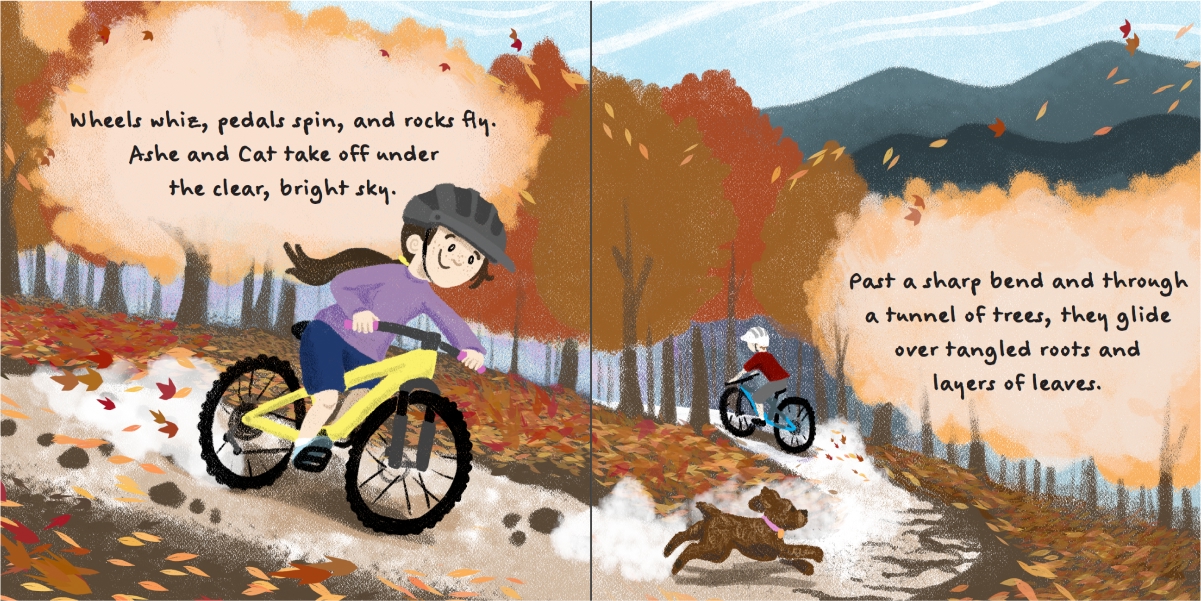 Wheels whiz, pedals spin, and rocks fly.
Ashe and Cat take off under
the clear, bright sky.
Past a sharp bend and through
a tunnel of trees, they glide
over tangled roots and
layers of leaves.